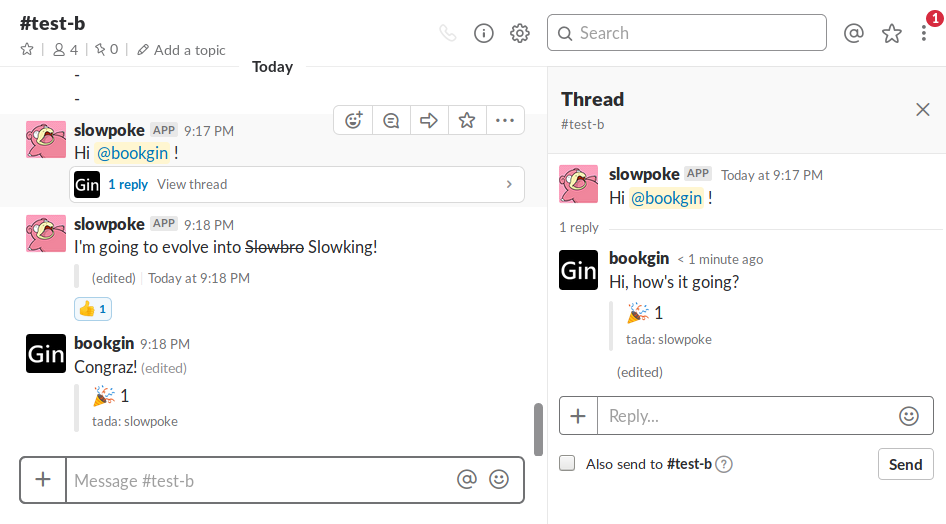 #test-b
4
0
Add a topic
Search
1
Today
-
-
slowpoke APP 9:17 PM
Hi @bookgin !
Gin 1 reply View thread
slowpoke APP 9:18 PM
I'm going to evolve into Slowbro Slowking!
(edited) Today at 9:18 PM
1
Gin
bookgin 9:18 PM
Congraz! (edited)
1
tada: slowpoke
Message #test-b
Thread
#test-b
slowpoke APP Today at 9:17 PM
Hi @bookgin !
1 reply
Gin
bookgin < 1 minute ago
Hi, how's it going?
1
tada: slowpoke
(edited)
Reply...
Also send to #test-b ?
Send